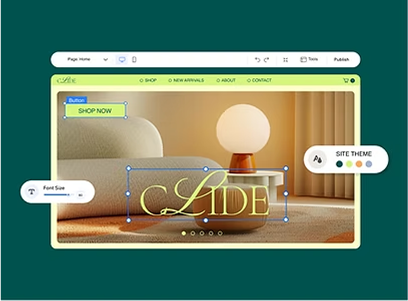 Page: Home
Tools
Publish
CLIDE
SHOP
NEW ARRIVALS
ABOUT
CONTACT
Button
SHOP NOW
SITE THEME
Font Size
CLIDE